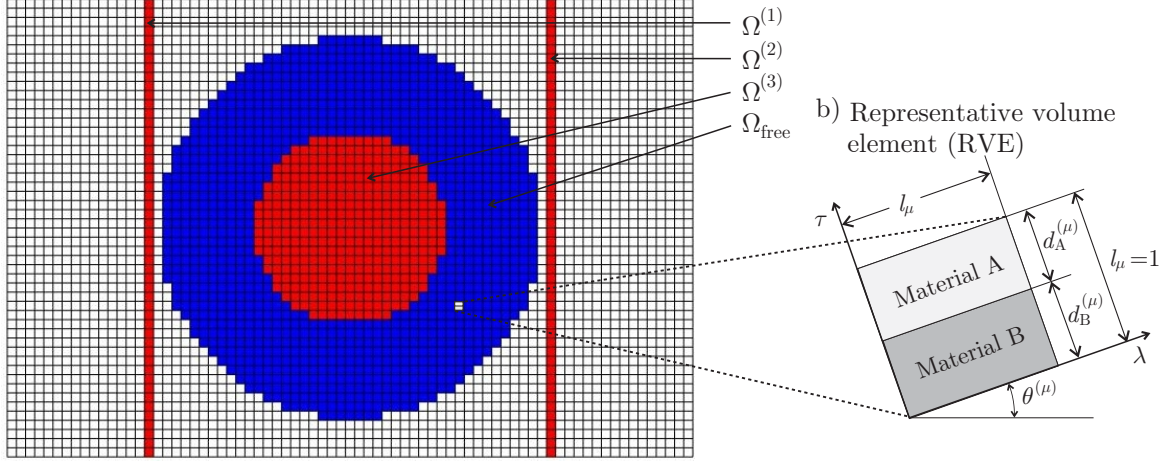 Ω^(1)
Ω^(2)
Ω^(3)
Ω_free
b) Representative volume
element (RVE)
l_μ
τ
d_A^(μ)
l_μ=1
Material A
d_B^(μ)
Material B
λ
θ^(μ)